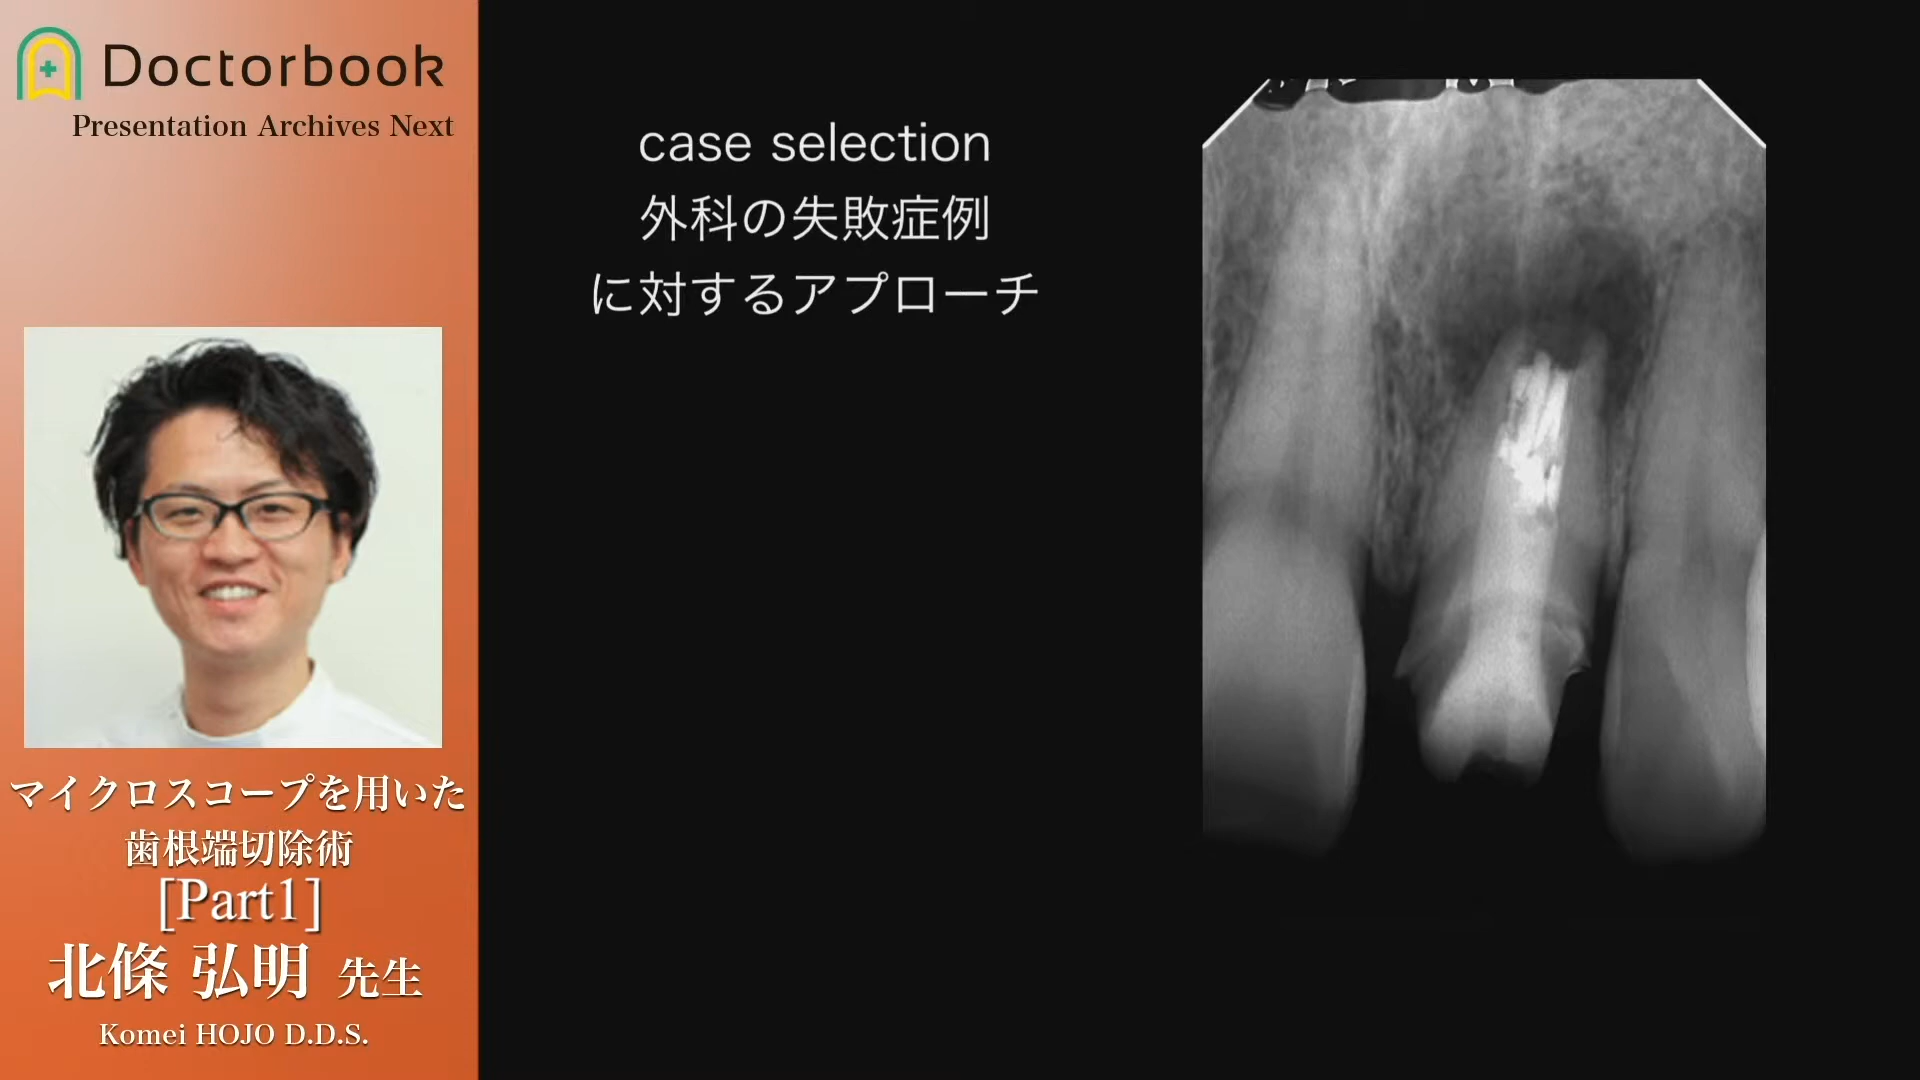 Doctorbook
Presentation Archives Next
case selection
外科の失敗症例
に対するアプローチ
マイクロスコープを用いた
歯根端切除術
[Part1]
北條 弘明 先生
Komei HOJO D.D.S.